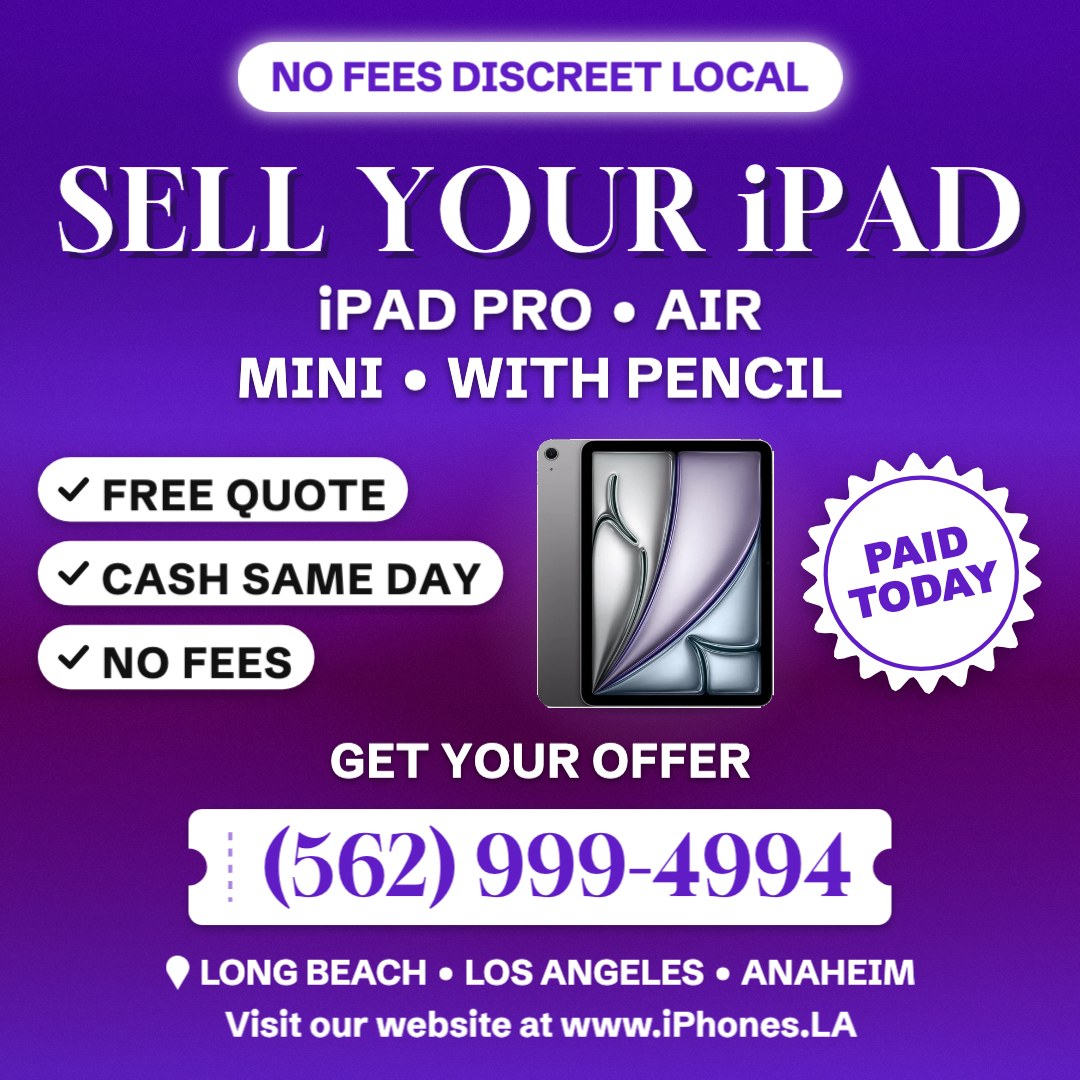 NO FEES DISCREET LOCAL
SELL YOUR iPAD
iPAD PRO • AIR
MINI • WITH PENCIL
✓ FREE QUOTE
✓ CASH SAME DAY
✓ NO FEES
PAID
TODAY
GET YOUR OFFER
(562) 999-4994
LONG BEACH • LOS ANGELES • ANAHEIM
Visit our website at www.iPhones.LA